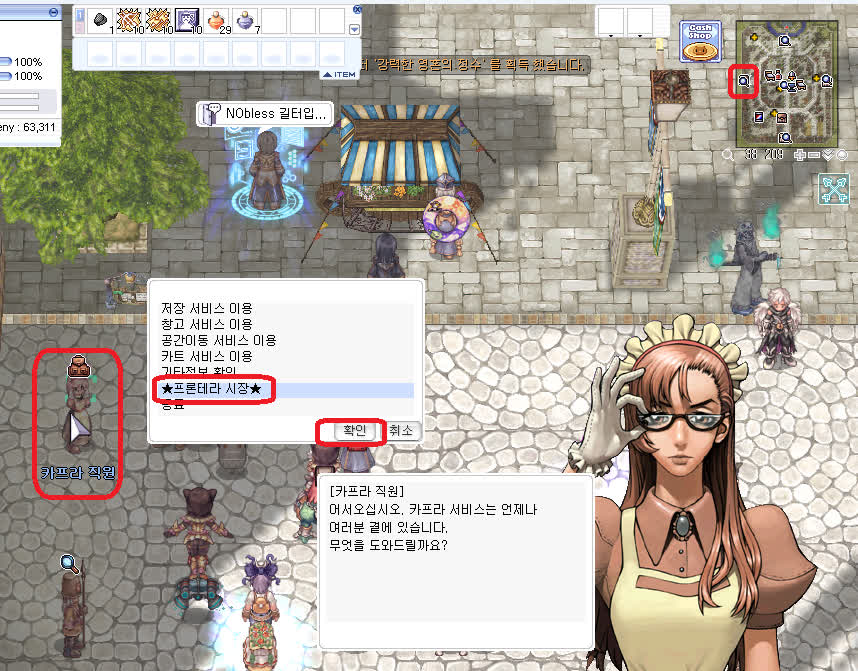 100%
100%
eny : 63,311
1
10
10
10
29
7
ITEM
'강력한 영혼의 정수' 를 획득 했습니다.
Cash Shop
38 209
NObless 길터입...
저장 서비스 이용
창고 서비스 이용
공간이동 서비스 이용
카트 서비스 이용
기타정보 확인
★프론테라 시장★
종료
확인
취소
카프라 직원
[카프라 직원]
어서오십시오. 카프라 서비스는 언제나
여러분 곁에 있습니다.
무엇을 도와드릴까요?